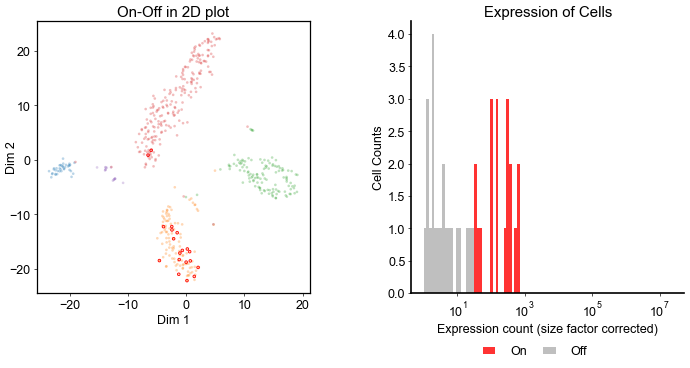 On-Off in 2D plot
Dim 2
20
10
0
−10
−20
−20 −10 0 10 20
Dim 1
Expression of Cells
Cell Counts
4.0
3.5
3.0
2.5
2.0
1.5
1.0
0.5
0.0
10^1 10^3 10^5 10^7
Expression count (size factor corrected)
On Off